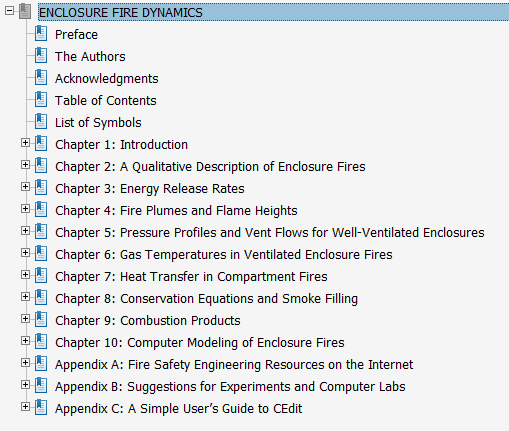 ENCLOSURE FIRE DYNAMICS
Preface
The Authors
Acknowledgments
Table of Contents
List of Symbols
Chapter 1: Introduction
Chapter 2: A Qualitative Description of Enclosure Fires
Chapter 3: Energy Release Rates
Chapter 4: Fire Plumes and Flame Heights
Chapter 5: Pressure Profiles and Vent Flows for Well-Ventilated Enclosures
Chapter 6: Gas Temperatures in Ventilated Enclosure Fires
Chapter 7: Heat Transfer in Compartment Fires
Chapter 8: Conservation Equations and Smoke Filling
Chapter 9: Combustion Products
Chapter 10: Computer Modeling of Enclosure Fires
Appendix A: Fire Safety Engineering Resources on the Internet
Appendix B: Suggestions for Experiments and Computer Labs
Appendix C: A Simple User's Guide to CEdit